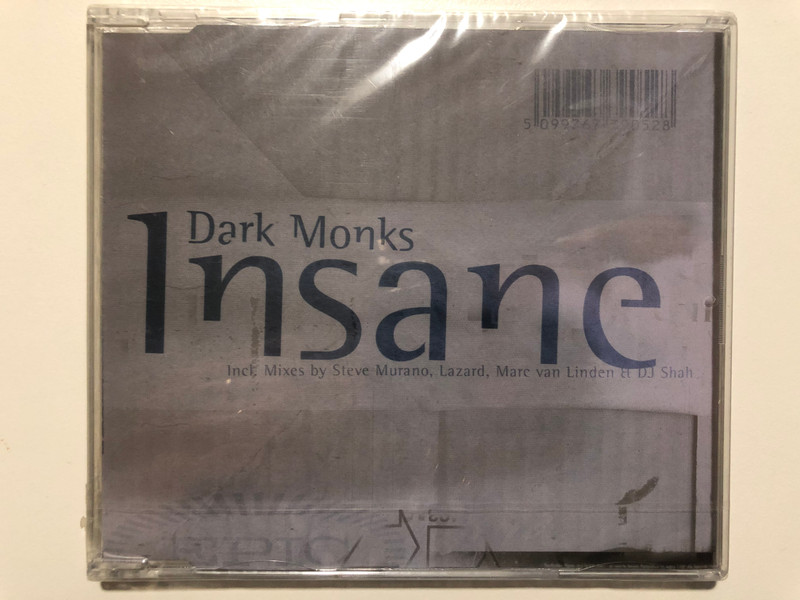 Dark Monks
Insane
Incl. Mixes by Steve Murano, Lazard, Marc van Linden & DJ Shah